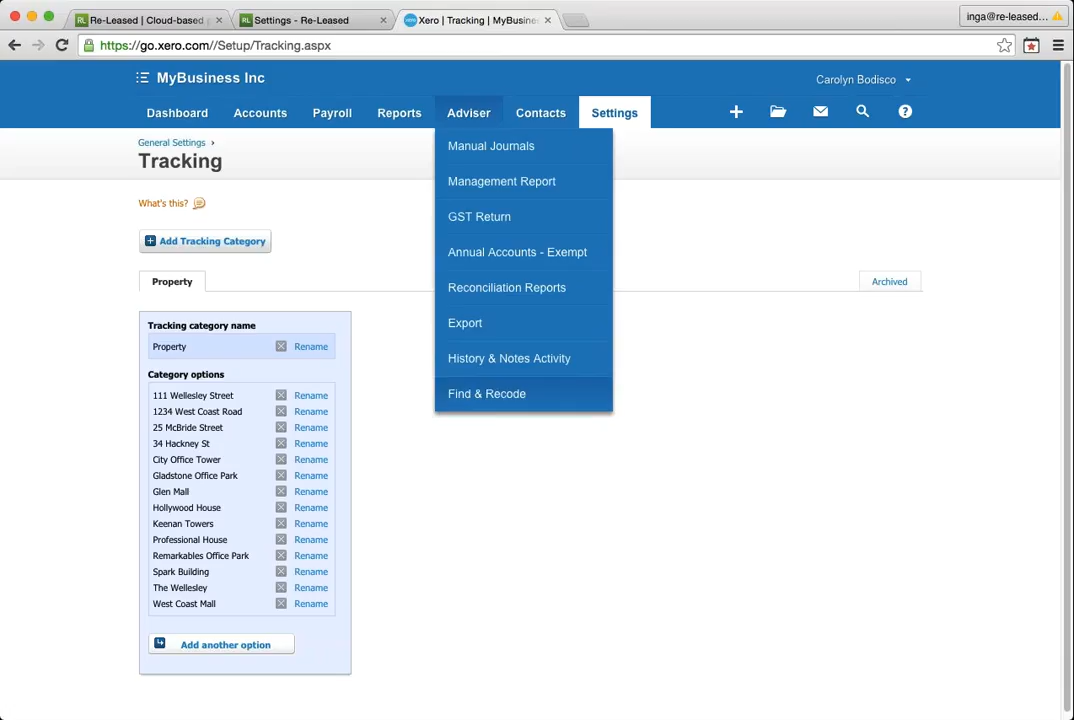 Re-Leased | Cloud-based p
Settings - Re-Leased
Xero | Tracking | MyBusine
inga@re-leased...
https://go.xero.com//Setup/Tracking.aspx
MyBusiness Inc
Carolyn Bodisco
Dashboard Accounts Payroll Reports Adviser Contacts Settings
General Settings ›
Tracking
What's this?
Add Tracking Category
Property
Archived
Manual Journals
Management Report
GST Return
Annual Accounts - Exempt
Reconciliation Reports
Export
History & Notes Activity
Find & Recode
Tracking category name
Property Rename
Category options
111 Wellesley Street Rename
1234 West Coast Road Rename
25 McBride Street Rename
34 Hackney St Rename
City Office Tower Rename
Gladstone Office Park Rename
Glen Mall Rename
Hollywood House Rename
Keenan Towers Rename
Professional House Rename
Remarkables Office Park Rename
Spark Building Rename
The Wellesley Rename
West Coast Mall Rename
Add another option